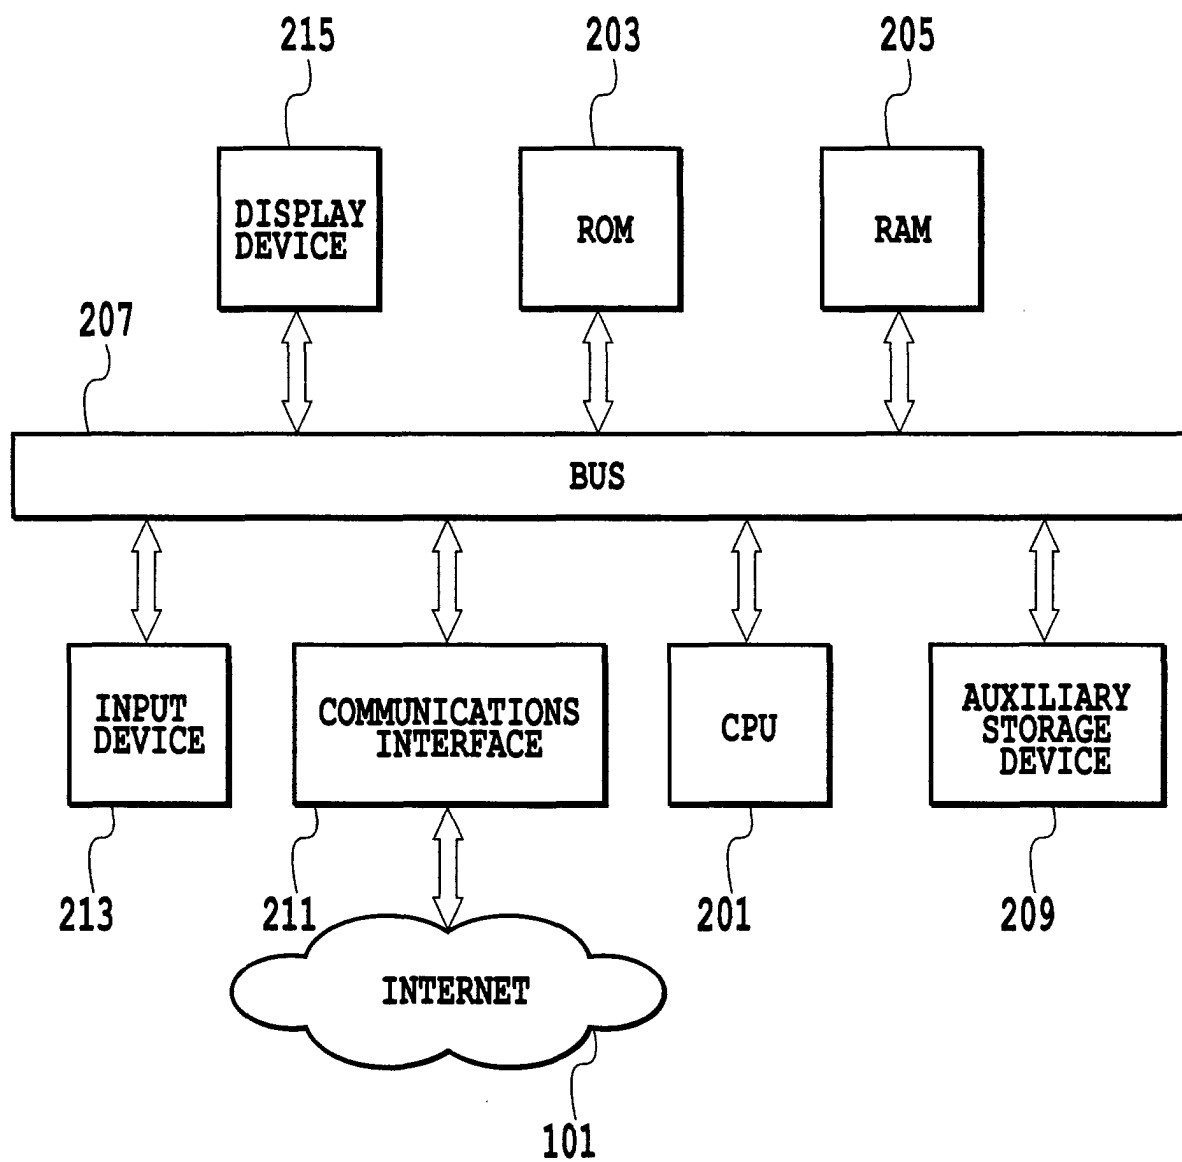 215
203
205
DISPLAY
DEVICE
ROM
RAM
207
BUS
INPUT
DEVICE
COMMUNICATIONS
INTERFACE
CPU
AUXILIARY
STORAGE
DEVICE
213
211
201
209
INTERNET
101